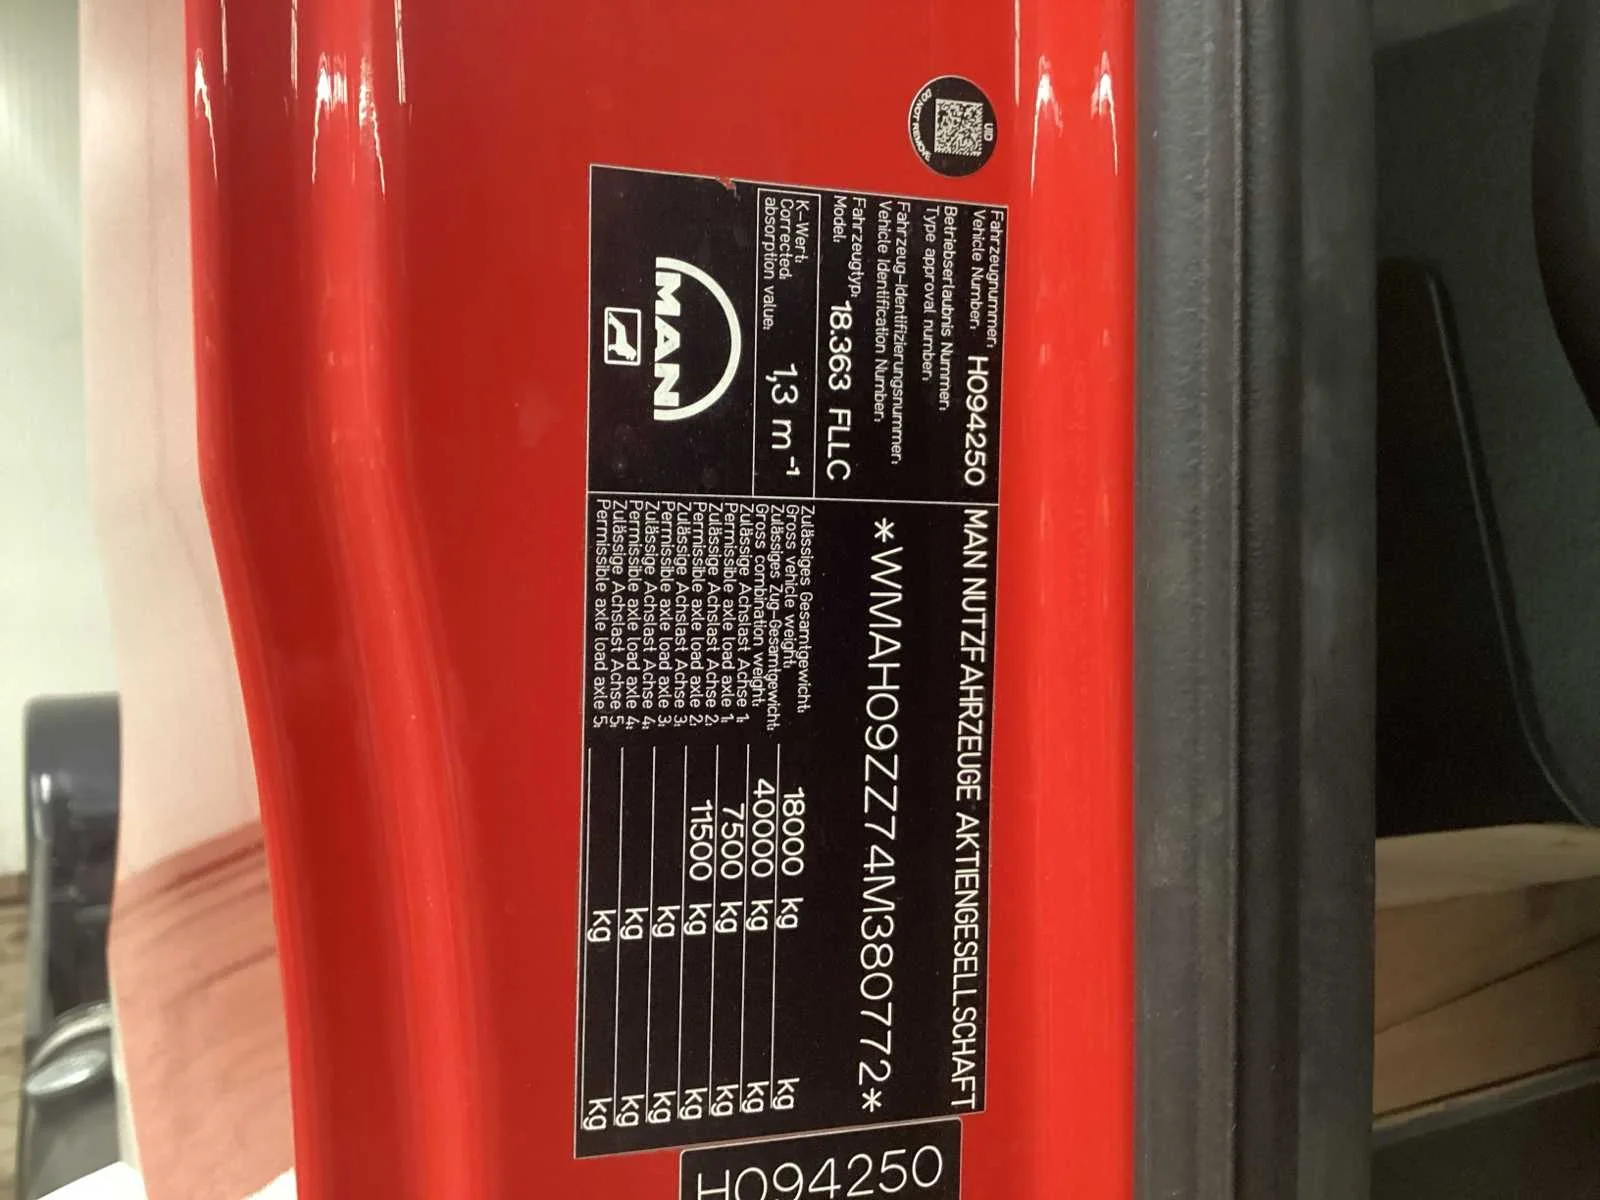 UID
DO NOT REMOVE
Fahrzeugnummer:
Vehicle Number: H094250
MAN NUTZFAHRZEUGE AKTIENGESELLSCHAFT
Betriebserlaubnis Nummer:
Type approval number:
Fahrzeug-Identifizierungsnummer:
Vehicle Identification Number:
*WMAH09ZZ74M380772*
Fahrzeugtyp:
Model: 18.363 FLLC
K-Wert:
Corrected
absorption value: 1,3 m⁻¹
MAN
Zulässiges Gesamtgewicht:
Gross vehicle weight: 18000 kg kg
Zulässiges Zug-Gesamtgewicht:
Gross combination weight: 40000 kg kg
Zulässige Achslast Achse 1:
Permissible axle load axle 1: 7500 kg kg
Zulässige Achslast Achse 2:
Permissible axle load axle 2: 11500 kg kg
Zulässige Achslast Achse 3:
Permissible axle load axle 3: kg kg
Zulässige Achslast Achse 4:
Permissible axle load axle 4: kg kg
Zulässige Achslast Achse 5:
Permissible axle load axle 5: kg kg
H094250